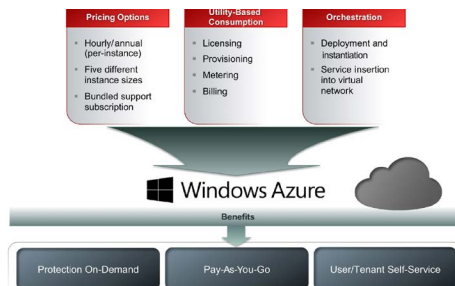 Pricing Options
Hourly/annual
(per-instance)
Five different
instance sizes
Bundled support
subscription
Utility-Based
Consumption
Licensing
Provisioning
Metering
Billing
Orchestration
Deployment and
instantiation
Service insertion
into virtual
network
Windows Azure
Benefits
Protection On-Demand
Pay-As-You-Go
User/Tenant Self-Service